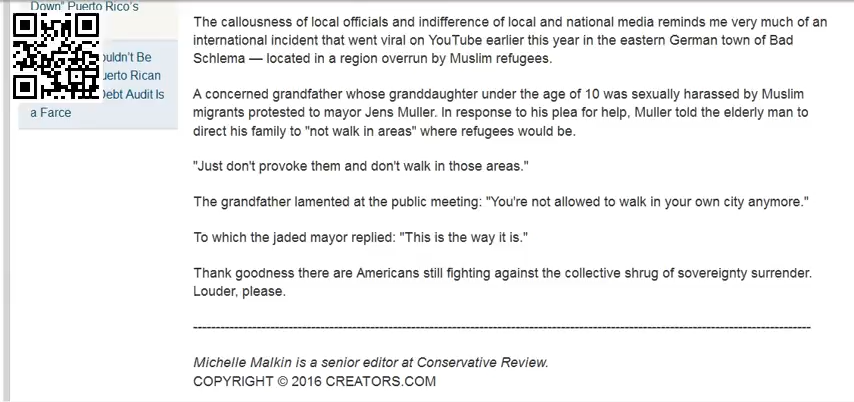 Down” Puerto Rico’s
ouldn’t Be
uerto Rican
Debt Audit Is
a Farce
The callousness of local officials and indifference of local and national media reminds me very much of an
international incident that went viral on YouTube earlier this year in the eastern German town of Bad
Schlema — located in a region overrun by Muslim refugees.
A concerned grandfather whose granddaughter under the age of 10 was sexually harassed by Muslim
migrants protested to mayor Jens Muller. In response to his plea for help, Muller told the elderly man to
direct his family to "not walk in areas" where refugees would be.
"Just don't provoke them and don't walk in those areas."
The grandfather lamented at the public meeting: "You're not allowed to walk in your own city anymore."
To which the jaded mayor replied: "This is the way it is."
Thank goodness there are Americans still fighting against the collective shrug of sovereignty surrender.
Louder, please.
Michelle Malkin is a senior editor at Conservative Review.
COPYRIGHT © 2016 CREATORS.COM